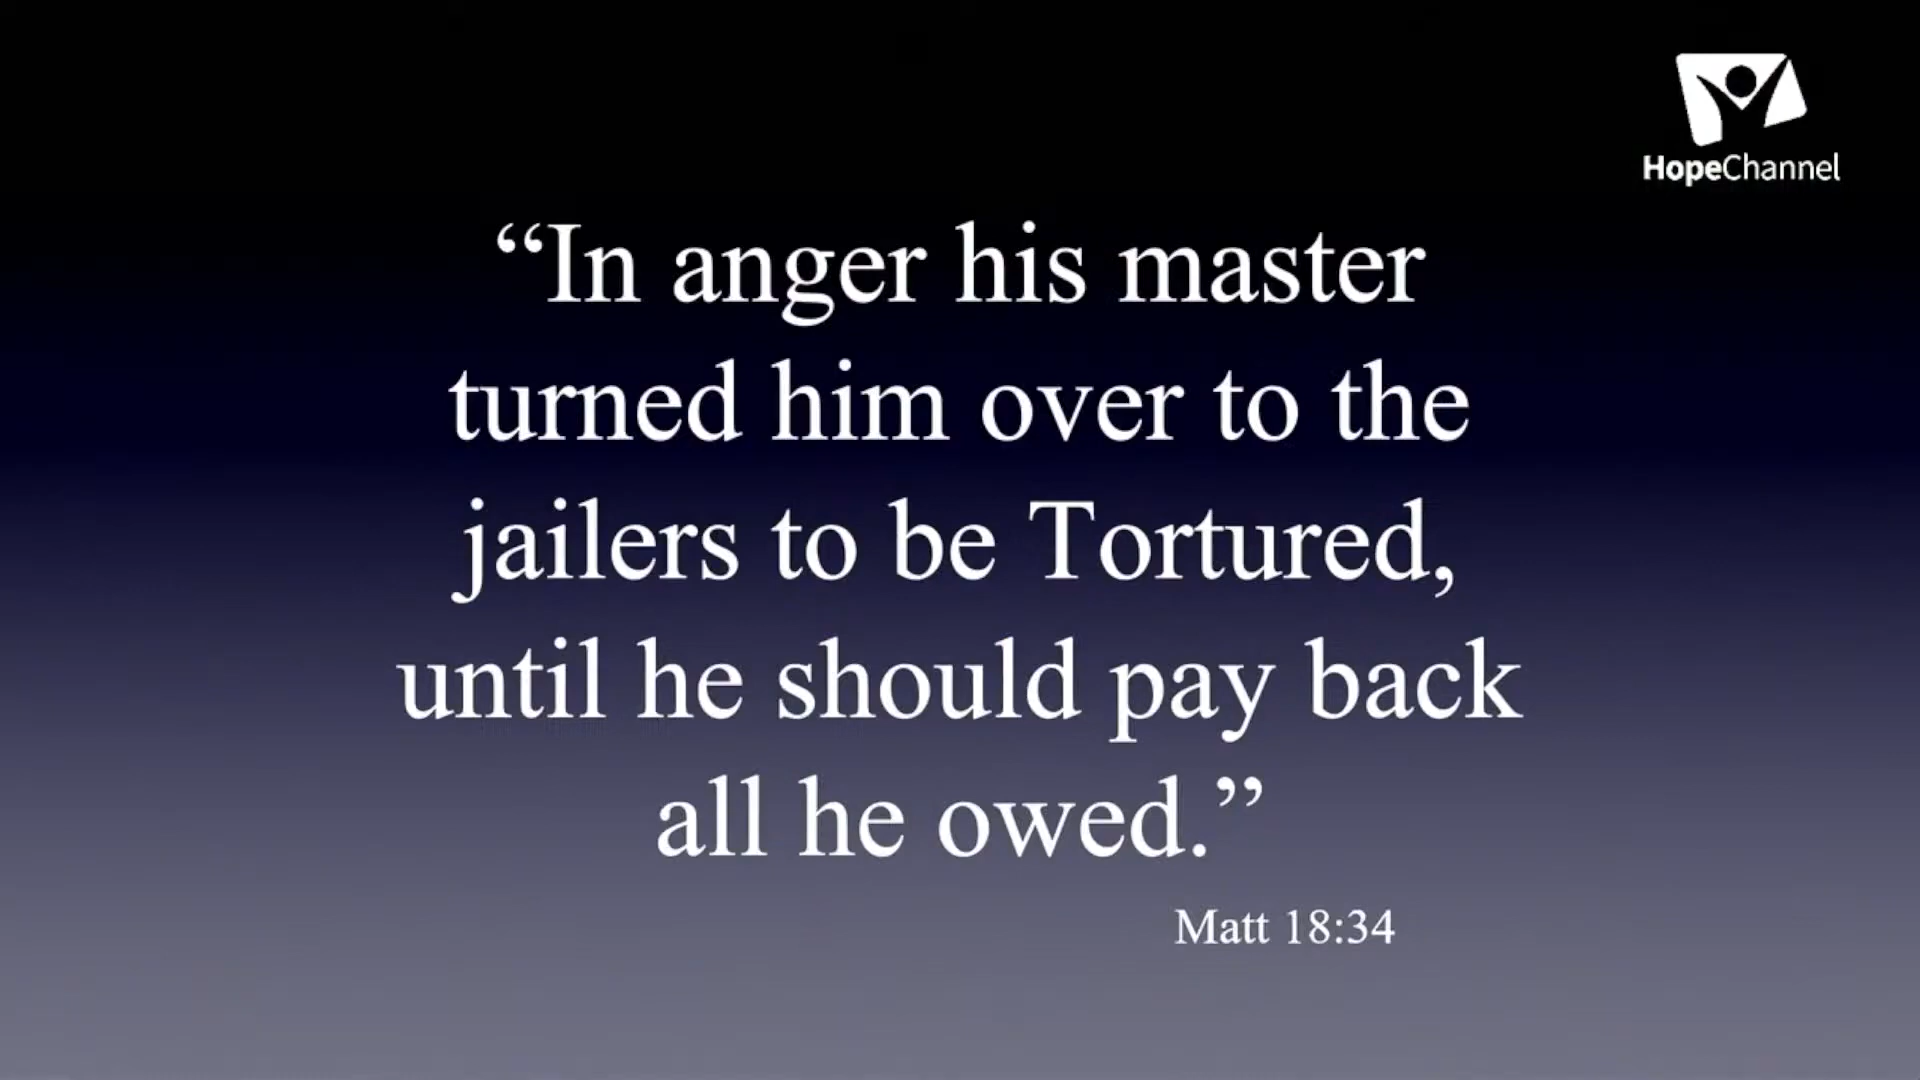 HopeChannel
“In anger his master
turned him over to the
jailers to be Tortured,
until he should pay back
all he owed.”
Matt 18:34